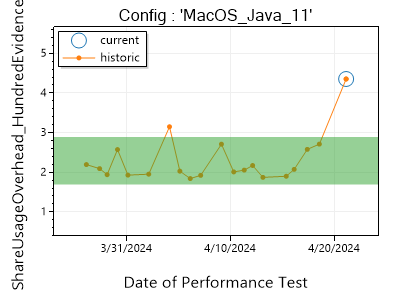 Config : 'MacOS_Java_11'
current
historic
ShareUsageOverhead_HundredEvidence
5
4
3
2
1
3/31/2024
4/10/2024
4/20/2024
Date of Performance Test